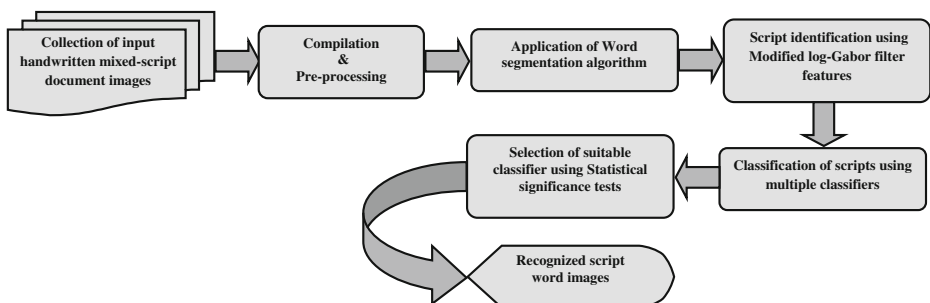 Collection of input
handwritten mixed-script
document images
Compilation
&
Pre-processing
Application of Word
segmentation algorithm
Script identification using
Modified log-Gabor filter
features
Classification of scripts using
multiple classifiers
Selection of suitable
classifier using Statistical
significance tests
Recognized script
word images